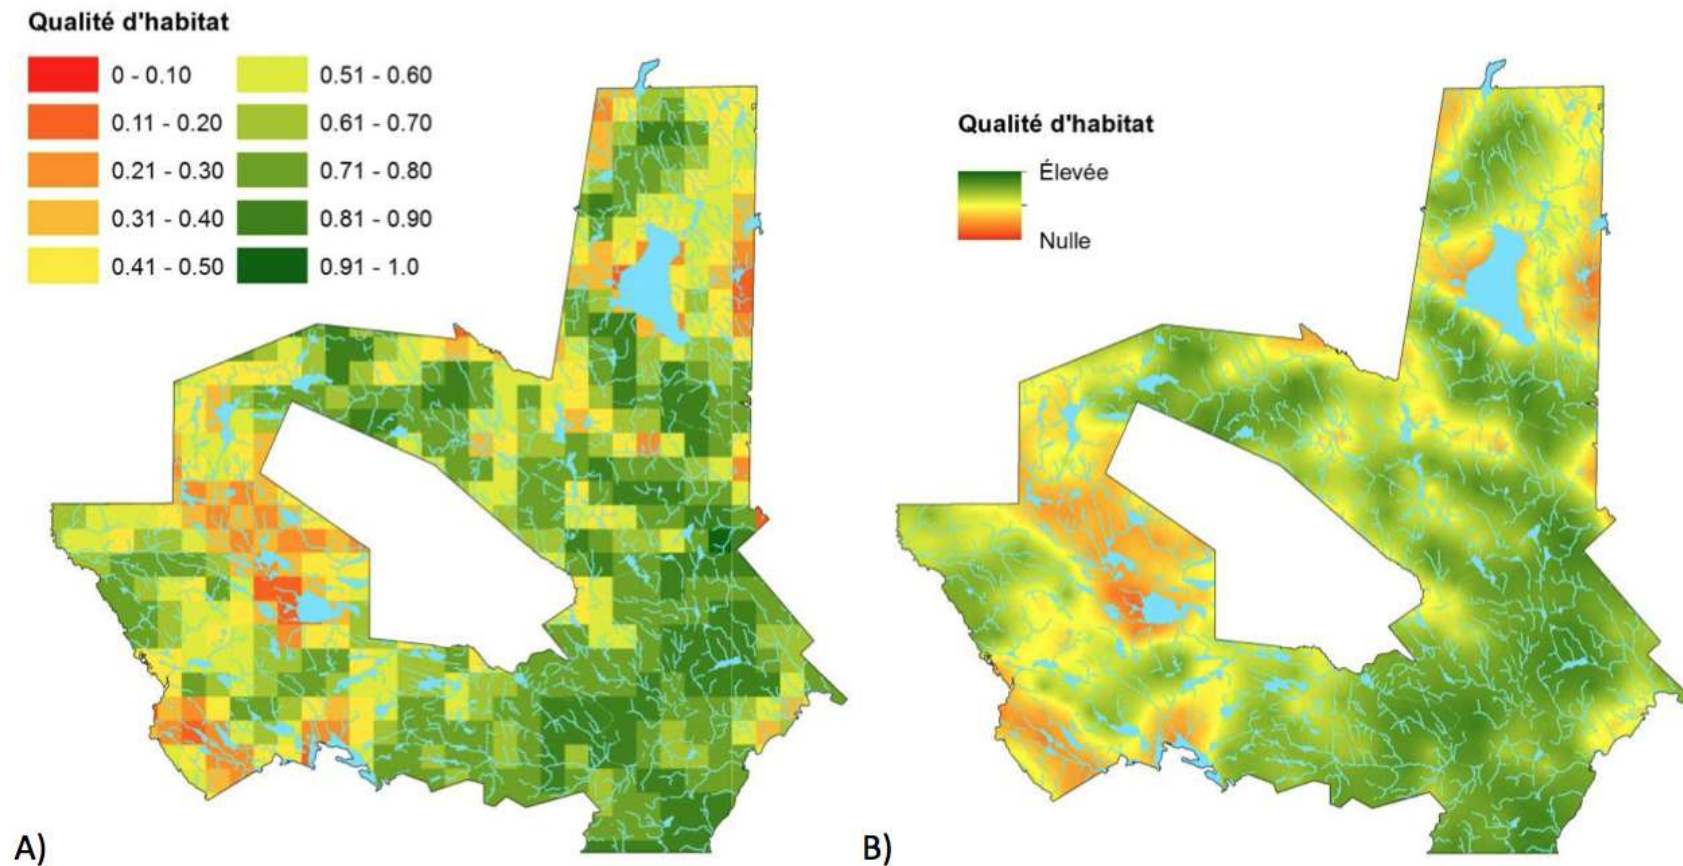 Qualité d'habitat
0 - 0.10
0.11 - 0.20
0.21 - 0.30
0.31 - 0.40
0.41 - 0.50
0.51 - 0.60
0.61 - 0.70
0.71 - 0.80
0.81 - 0.90
0.91 - 1.0
A)
Qualité d'habitat
Élevée
Nulle
B)